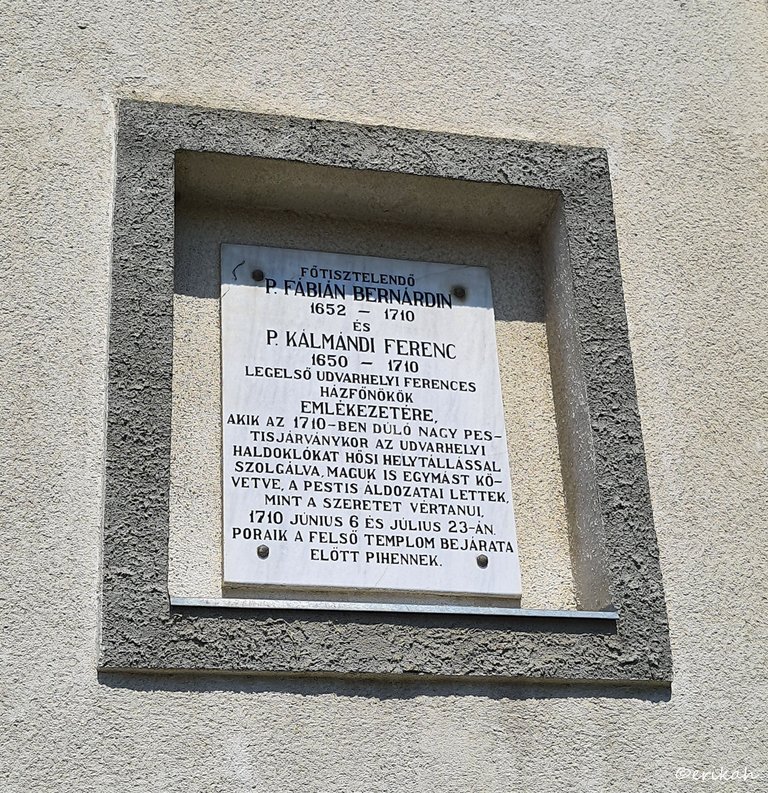 FŐTISZTELENDŐ
P. FÁBIÁN BERNÁRDIN
1652 – 1710
ÉS
P. KÁLMÁNDI FERENC
1650 – 1710
LEGELSŐ UDVARHELYI FERENCES
HÁZFŐNÖKÖK
EMLÉKEZETÉRE,
AKIK AZ 1710-BEN DÚLÓ NAGY PES-
TISJÁRVÁNYKOR AZ UDVARHELYI
HALDOKLÓKAT HŐSI HELYTÁLLÁSSAL
SZOLGÁLVA, MAGUK IS EGYMÁST KÖ-
VETVE, A PESTIS ÁLDOZATAI LETTEK,
MINT A SZERETET VÉRTANUI,
1710 JÚNIUS 6 ÉS JÚLIUS 23-ÁN.
PORAIK A FELSŐ TEMPLOM BEJÁRATA
ELŐTT PIHENNEK.
©erikah